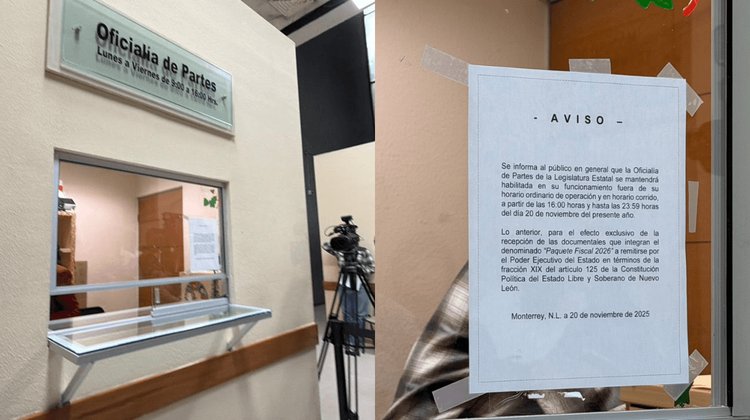 Oficialía de Partes
Lunes a Viernes de 9:00 a 16:00 Hrs.
- AVISO –
Se informa al público en general que la Oficialía
de Partes de la Legislatura Estatal se mantendrá
habilitada en su funcionamiento fuera de su
horario ordinario de operación y en horario corrido,
a partir de las 16:00 horas y hasta las 23:59 horas
del día 20 de noviembre del presente año.
Lo anterior, para el efecto exclusivo de la
recepción de las documentales que integran el
denominado "Paquete Fiscal 2026" a remitirse por
el Poder Ejecutivo del Estado en términos de la
fracción XIX del artículo 125 de la Constitución
Política del Estado Libre y Soberano de Nuevo
León.
Monterrey, N.L. a 20 de noviembre de 2025